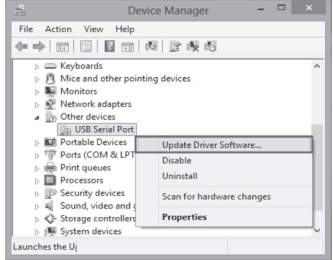 Device Manager
File Action View Help
Keyboards
Mice and other pointing devices
Monitors
Network adapters
Other devices
USB Serial Port
Portable Devices
Ports (COM & LPT
Print queues
Processors
Security devices
Sound, video and g
Storage controllers
System devices
Update Driver Software...
Disable
Uninstall
Scan for hardware changes
Properties
Launches the U